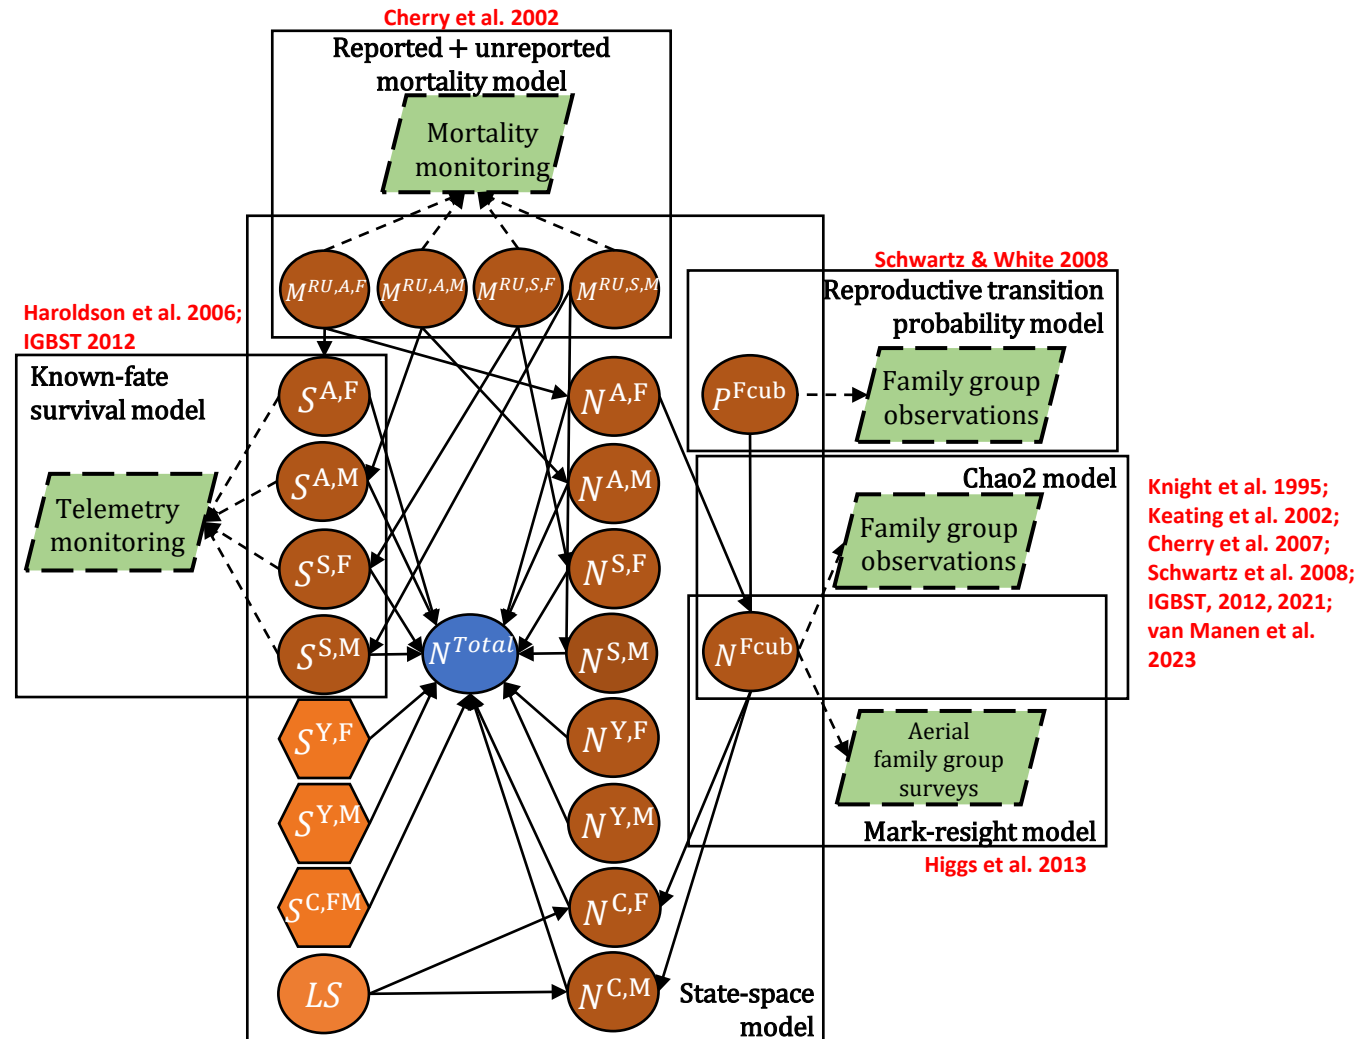 Cherry et al. 2002
Reported + unreported
mortality model
Mortality
monitoring
M^{RU,A,F}
M^{RU,A,M}
M^{RU,S,F}
M^{RU,S,M}
Schwartz & White 2008
Reproductive transition
probability model
P^{Fcub}
Family group
observations
Haroldson et al. 2006;
IGBST 2012
Known-fate
survival model
Telemetry
monitoring
S^{A,F}
S^{A,M}
S^{S,F}
S^{S,M}
S^{Y,F}
S^{Y,M}
S^{C,FM}
LS
N^{Total}
N^{A,F}
N^{A,M}
N^{S,F}
N^{S,M}
N^{Y,F}
N^{Y,M}
N^{C,F}
N^{C,M}
State-space
model
Chao2 model
Family group
observations
N^{Fcub}
Knight et al. 1995;
Keating et al. 2002;
Cherry et al. 2007;
Schwartz et al. 2008;
IGBST, 2012, 2021;
van Manen et al.
2023
Aerial
family group
surveys
Mark-resight model
Higgs et al. 2013